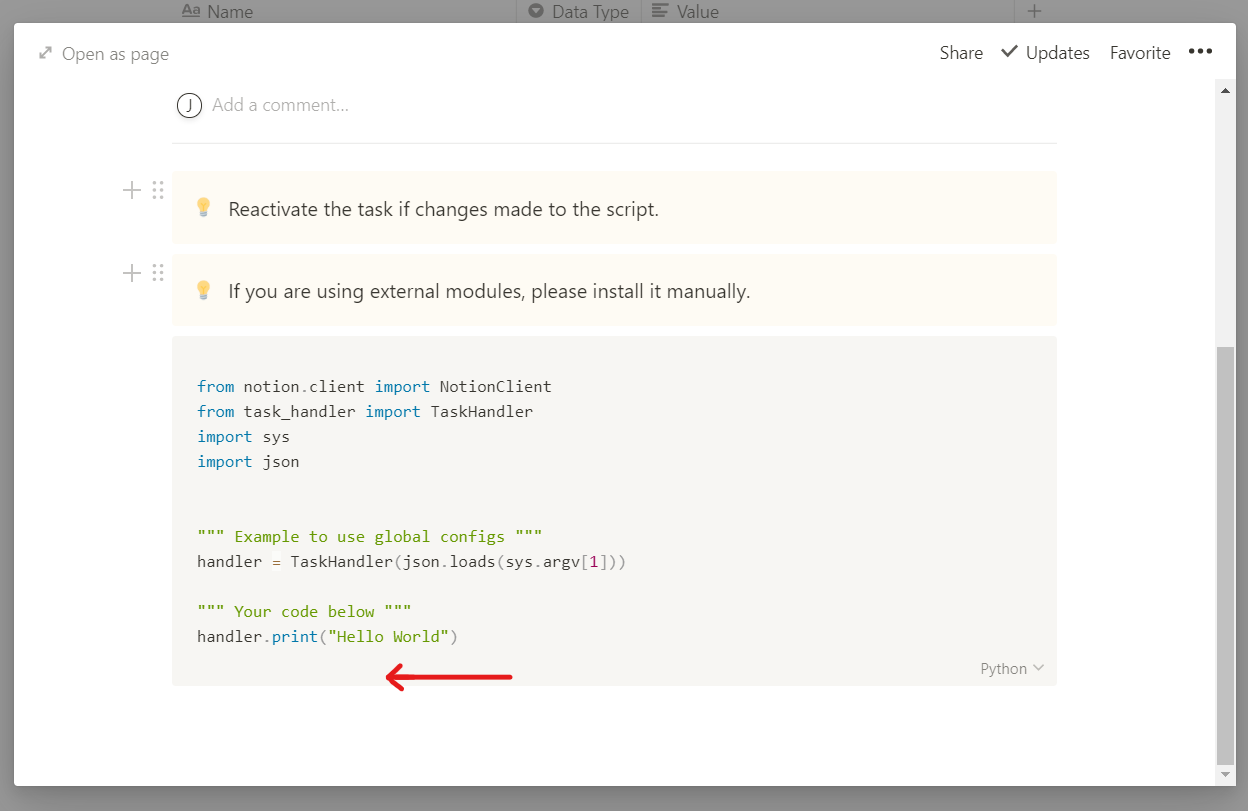 Aa Name Data Type Value
Open as page Share Updates Favorite
J Add a comment...
Reactivate the task if changes made to the script.
If you are using external modules, please install it manually.
from notion.client import NotionClient
from task_handler import TaskHandler
import sys
import json
""" Example to use global configs """
handler = TaskHandler(json.loads(sys.argv[1]))
""" Your code below """
handler.print("Hello World")
Python